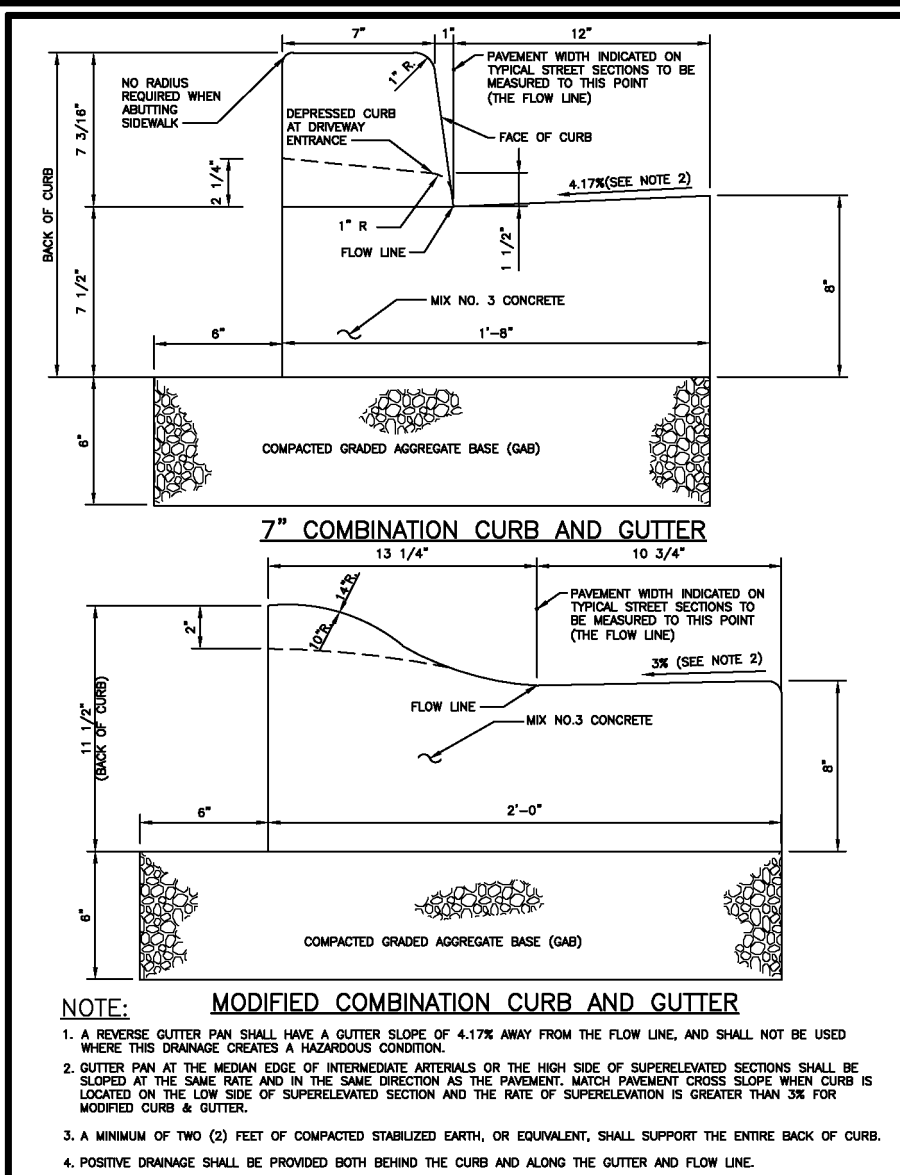 7"
1"
12"
NO RADIUS
REQUIRED WHEN
ABUTTING
SIDEWALK
1" R.
PAVEMENT WIDTH INDICATED ON
TYPICAL STREET SECTIONS TO BE
MEASURED TO THIS POINT
(THE FLOW LINE)
7 3/16"
DEPRESSED CURB
AT DRIVEWAY
ENTRANCE
FACE OF CURB
2 1/4"
4.17%(SEE NOTE 2)
BACK OF CURB
1" R
FLOW LINE
1 1/2"
7 1/2"
8"
MIX NO. 3 CONCRETE
6"
1'-8"
6"
COMPACTED GRADED AGGREGATE BASE (GAB)
7" COMBINATION CURB AND GUTTER
13 1/4"
10 3/4"
14"R.
10"R.
PAVEMENT WIDTH INDICATED ON
TYPICAL STREET SECTIONS TO
BE MEASURED TO THIS POINT
(THE FLOW LINE)
2"
3% (SEE NOTE 2)
FLOW LINE
MIX NO.3 CONCRETE
11 1/2"
(BACK OF CURB)
8"
6"
2'-0"
6"
COMPACTED GRADED AGGREGATE BASE (GAB)
MODIFIED COMBINATION CURB AND GUTTER
NOTE:
1. A REVERSE GUTTER PAN SHALL HAVE A GUTTER SLOPE OF 4.17% AWAY FROM THE FLOW LINE, AND SHALL NOT BE USED
WHERE THIS DRAINAGE CREATES A HAZARDOUS CONDITION.
2. GUTTER PAN AT THE MEDIAN EDGE OF INTERMEDIATE ARTERIALS OR THE HIGH SIDE OF SUPERELEVATED SECTIONS SHALL BE
SLOPED AT THE SAME RATE AND IN THE SAME DIRECTION AS THE PAVEMENT. MATCH PAVEMENT CROSS SLOPE WHEN CURB IS
LOCATED ON THE LOW SIDE OF SUPERELEVATED SECTION AND THE RATE OF SUPERELEVATION IS GREATER THAN 3% FOR
MODIFIED CURB & GUTTER.
3. A MINIMUM OF TWO (2) FEET OF COMPACTED STABILIZED EARTH, OR EQUIVALENT, SHALL SUPPORT THE ENTIRE BACK OF CURB.
4. POSITIVE DRAINAGE SHALL BE PROVIDED BOTH BEHIND THE CURB AND ALONG THE GUTTER AND FLOW LINE.